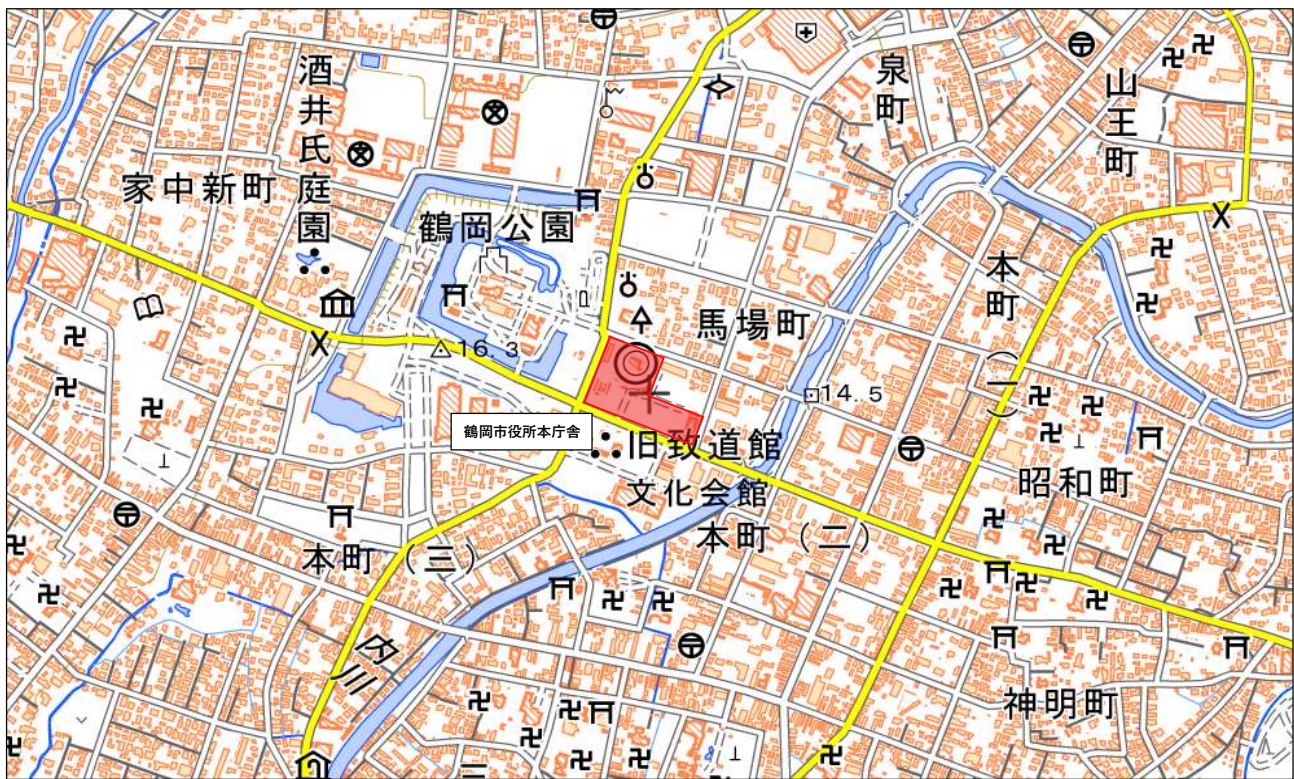 酒井氏庭園
家中新町
鶴岡公園
泉町
山王町
馬場町
本町(一)
16.3
14.5
鶴岡市役所本庁舎
旧致道館
文化会館
昭和町
本町(二)
本町(三)
内川
神明町
P